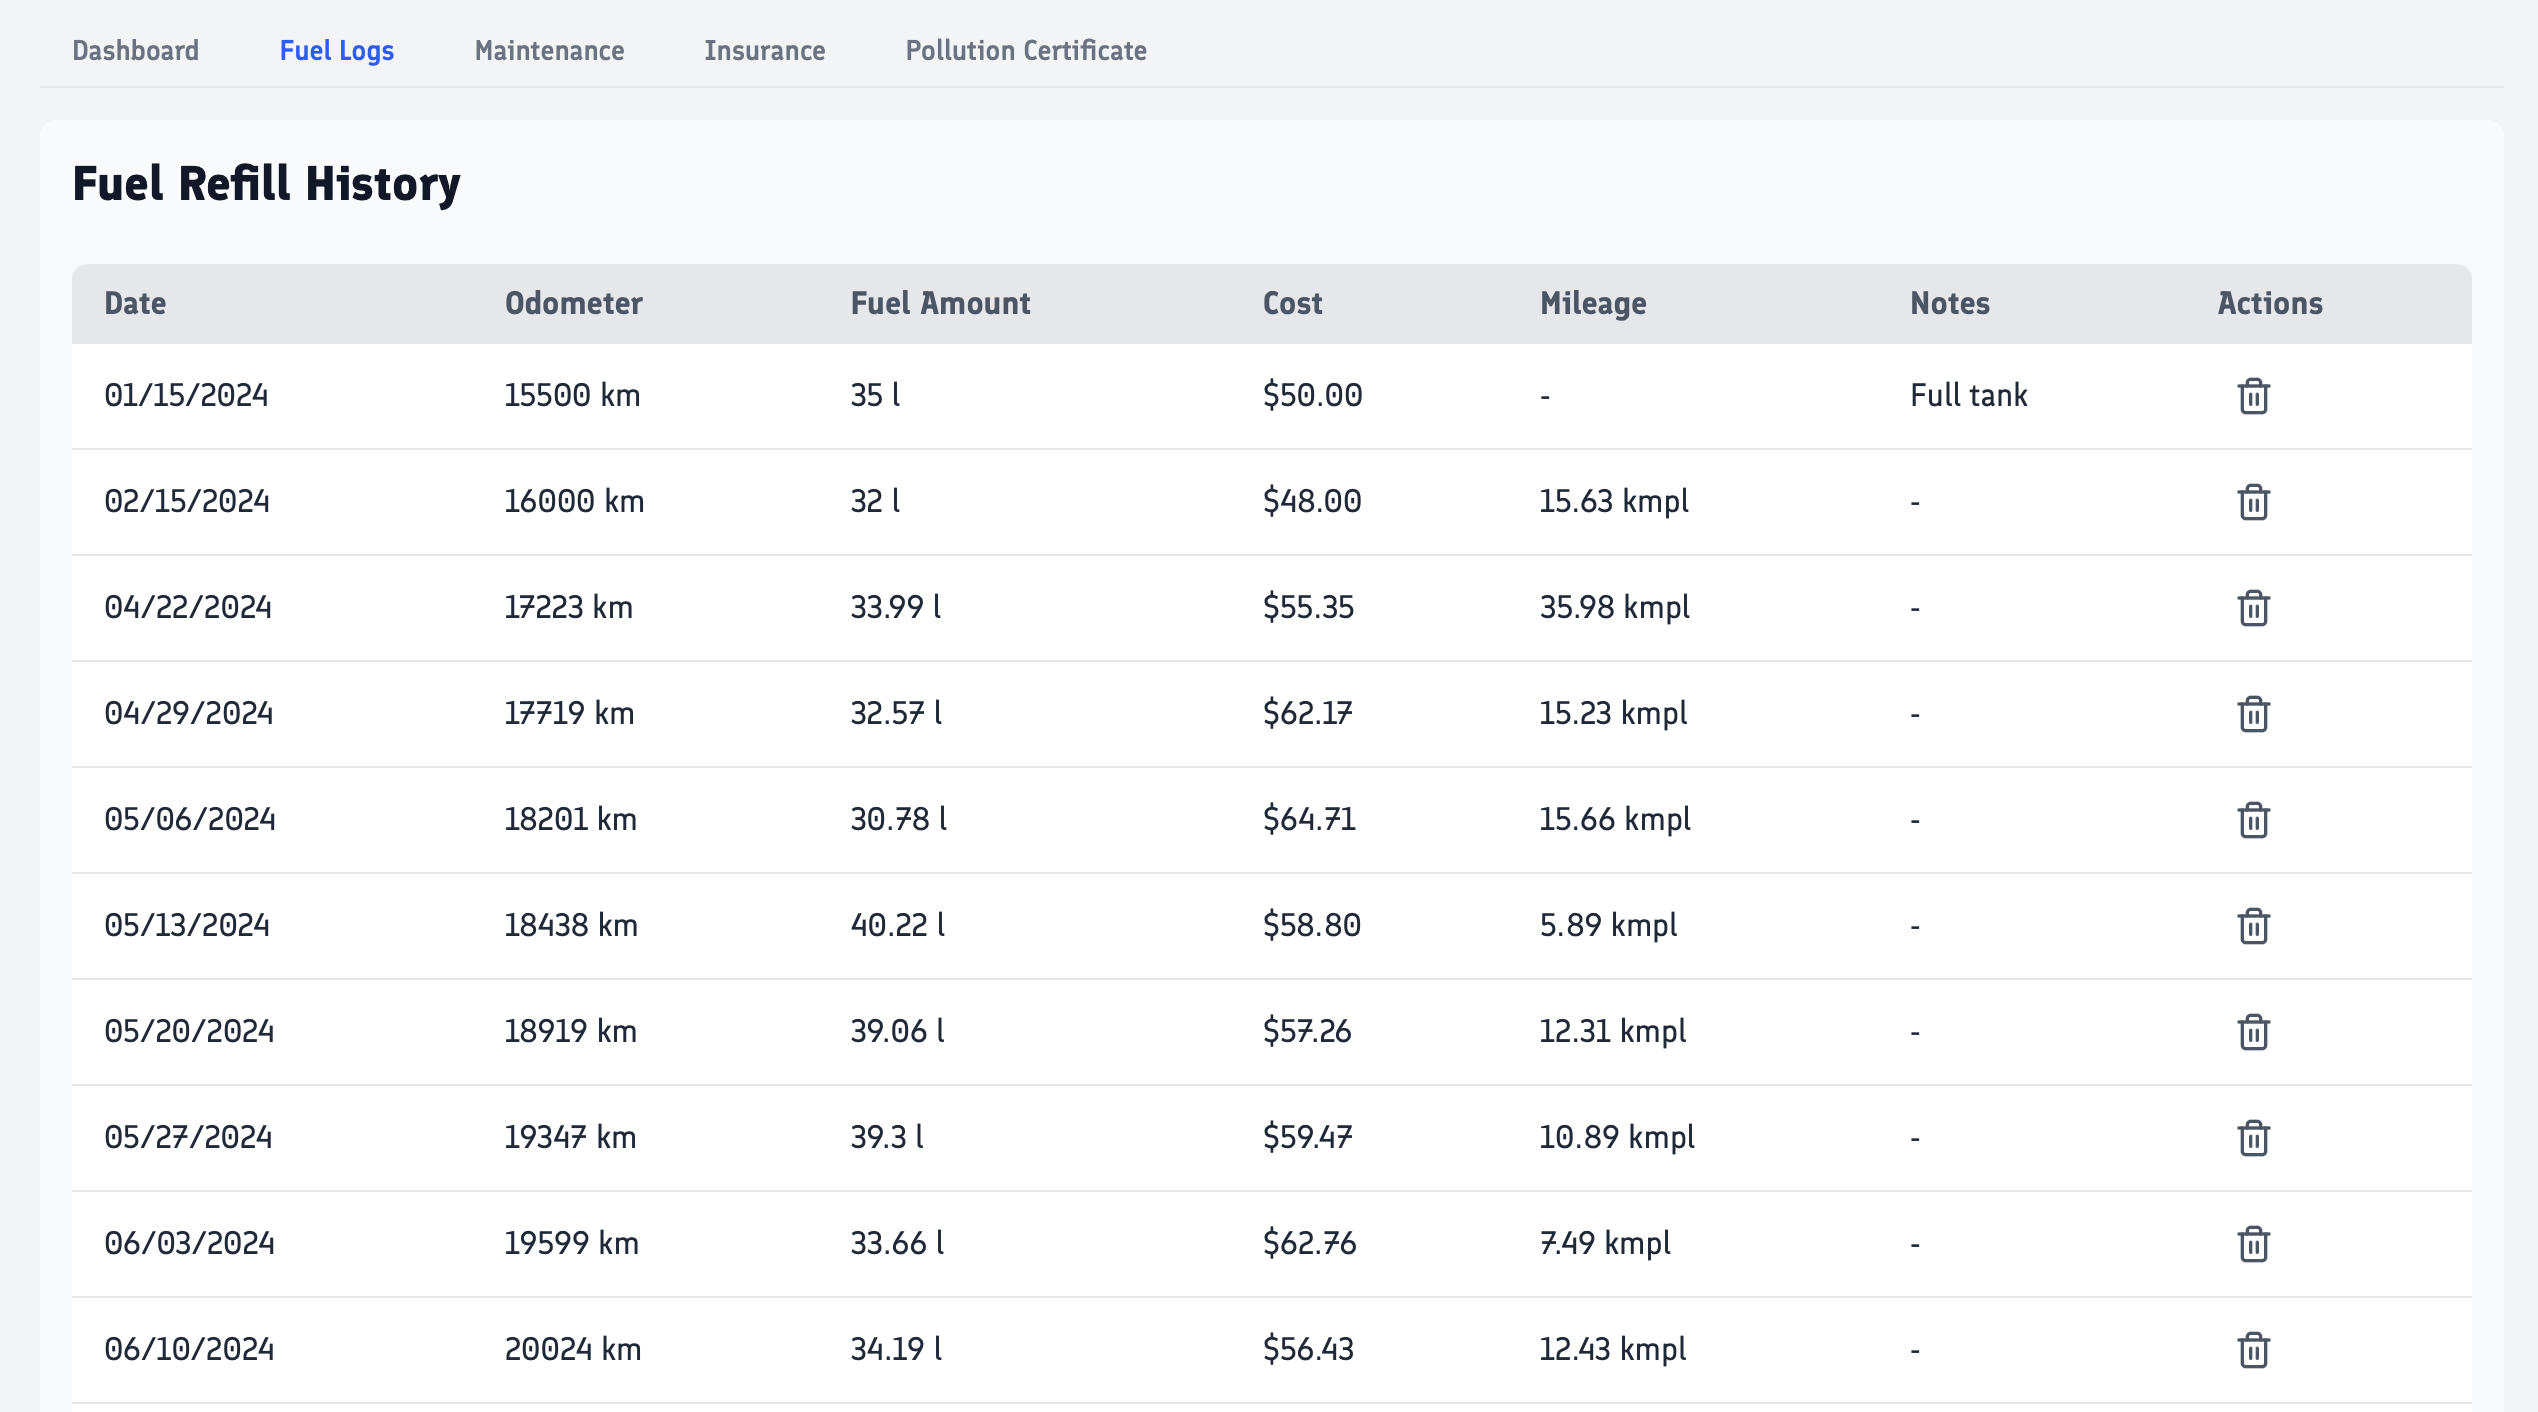 Dashboard Fuel Logs Maintenance Insurance Pollution Certificate
Fuel Refill History
Date Odometer Fuel Amount Cost Mileage Notes Actions
01/15/2024 15500 km 35 l $50.00 - Full tank
02/15/2024 16000 km 32 l $48.00 15.63 kmpl -
04/22/2024 17223 km 33.99 l $55.35 35.98 kmpl -
04/29/2024 17719 km 32.57 l $62.17 15.23 kmpl -
05/06/2024 18201 km 30.78 l $64.71 15.66 kmpl -
05/13/2024 18438 km 40.22 l $58.80 5.89 kmpl -
05/20/2024 18919 km 39.06 l $57.26 12.31 kmpl -
05/27/2024 19347 km 39.3 l $59.47 10.89 kmpl -
06/03/2024 19599 km 33.66 l $62.76 7.49 kmpl -
06/10/2024 20024 km 34.19 l $56.43 12.43 kmpl -